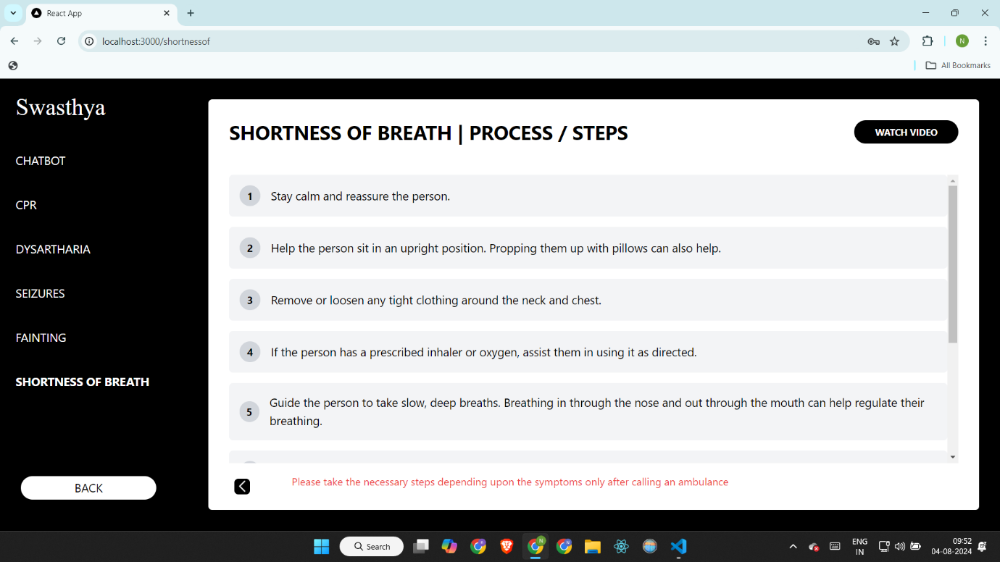 React App
localhost:3000/shortnessof
N
All Bookmarks
Swasthya
CHATBOT
CPR
DYSARTHARIA
SEIZURES
FAINTING
SHORTNESS OF BREATH
BACK
SHORTNESS OF BREATH | PROCESS / STEPS
WATCH VIDEO
1 Stay calm and reassure the person.
2 Help the person sit in an upright position. Propping them up with pillows can also help.
3 Remove or loosen any tight clothing around the neck and chest.
4 If the person has a prescribed inhaler or oxygen, assist them in using it as directed.
5 Guide the person to take slow, deep breaths. Breathing in through the nose and out through the mouth can help regulate their
breathing.
Please take the necessary steps depending upon the symptoms only after calling an ambulance
Search
ENG
IN
09:52
04-08-2024